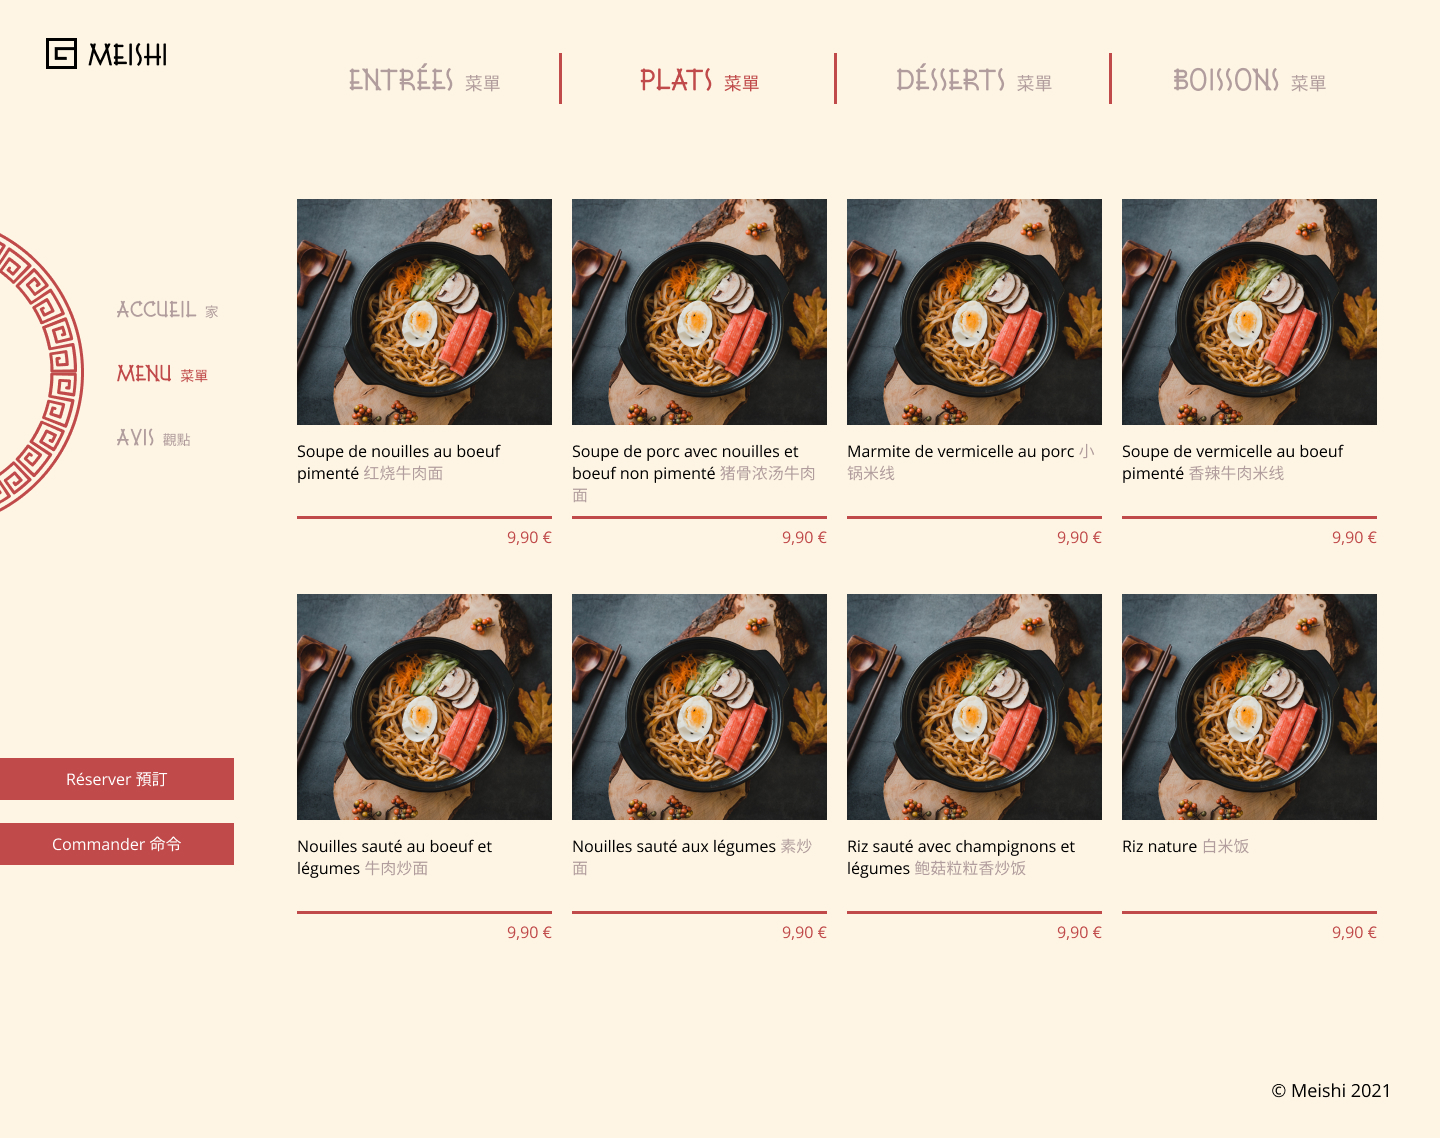 MEISHI
ENTRÉES 菜單
PLATS 菜單
DÉSSERTS 菜單
BOISSONS 菜單
ACCUEIL 家
MENU 菜單
AVIS 觀點
Réserver 預訂
Commander 命令
Soupe de nouilles au boeuf
pimenté 红烧牛肉面
9,90 €
Soupe de porc avec nouilles et
boeuf non pimenté 猪骨浓汤牛肉
面
9,90 €
Marmite de vermicelle au porc 小
锅米线
9,90 €
Soupe de vermicelle au boeuf
pimenté 香辣牛肉米线
9,90 €
Nouilles sauté au boeuf et
légumes 牛肉炒面
9,90 €
Nouilles sauté aux légumes 素炒
面
9,90 €
Riz sauté avec champignons et
légumes 鲍菇粒粒香炒饭
9,90 €
Riz nature 白米饭
9,90 €
© Meishi 2021